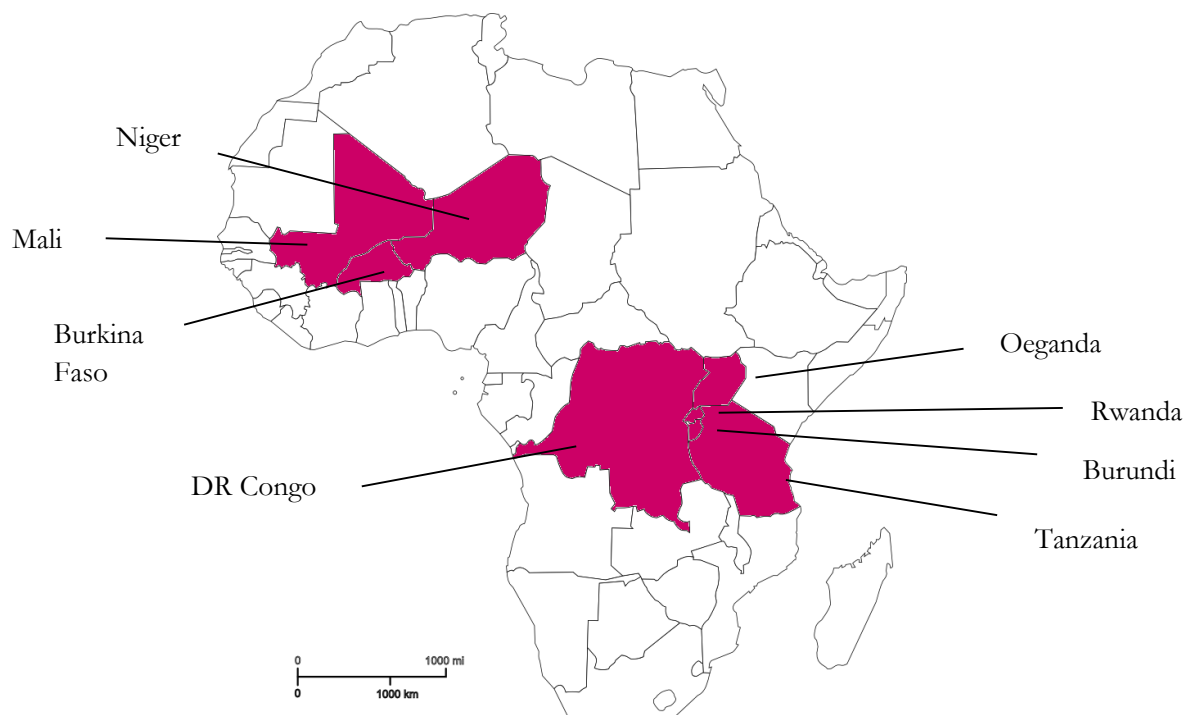 Niger
Mali
Burkina
Faso
Oeganda
Rwanda
Burundi
DR Congo
Tanzania
0 1000 mi
0 1000 km